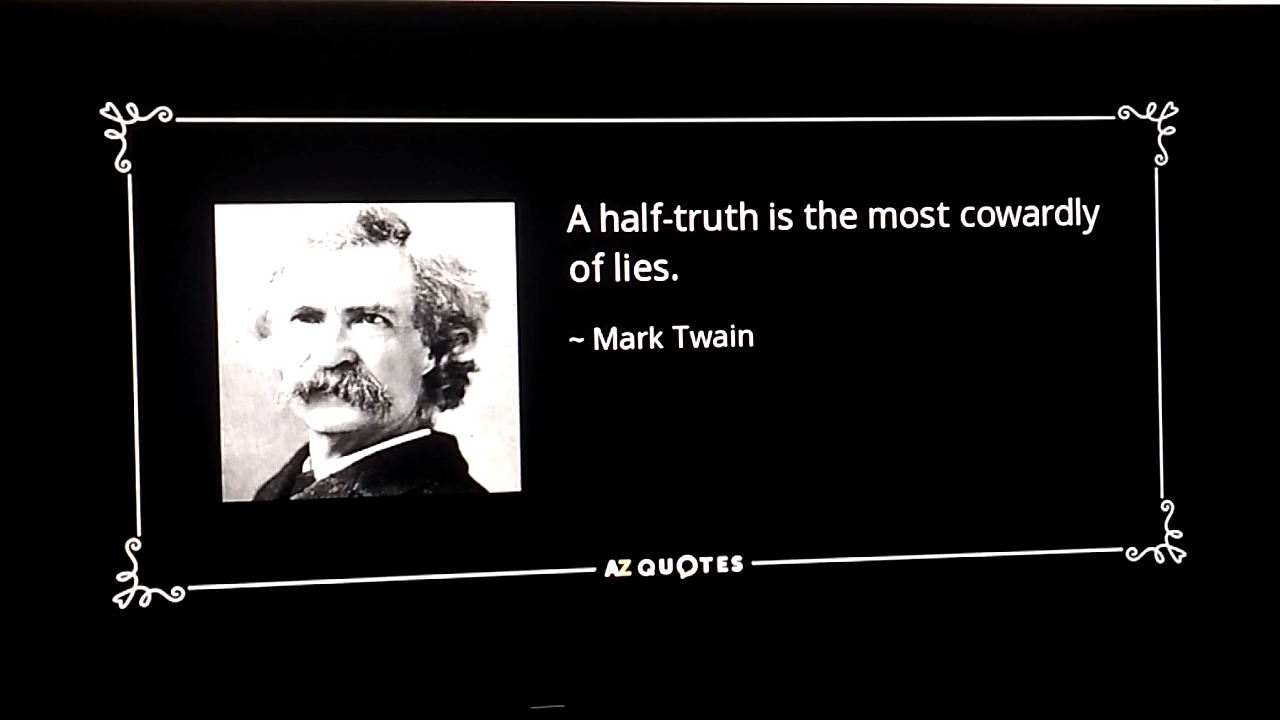 A half-truth is the most cowardly
of lies.
~ Mark Twain
AZ QUOTES